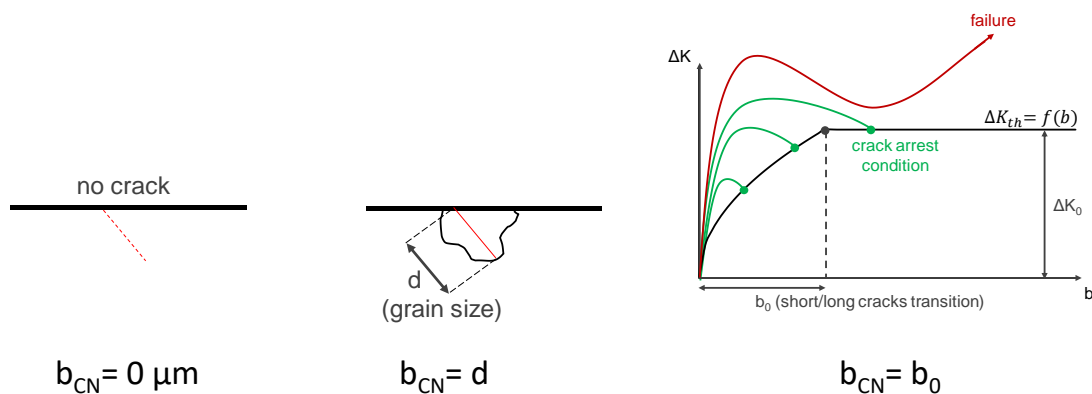 no crack
b_CN= 0 µm
d
(grain size)
b_CN= d
failure
ΔK
ΔK_th= f(b)
crack arrest
condition
ΔK_0
b
b_0 (short/long cracks transition)
b_CN= b_0